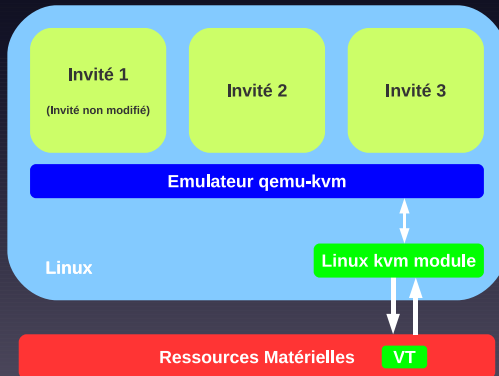 Invité 1
(Invité non modifié)
Invité 2
Invité 3
Emulateur qemu-kvm
Linux kvm module
Linux
Ressources Matérielles
VT